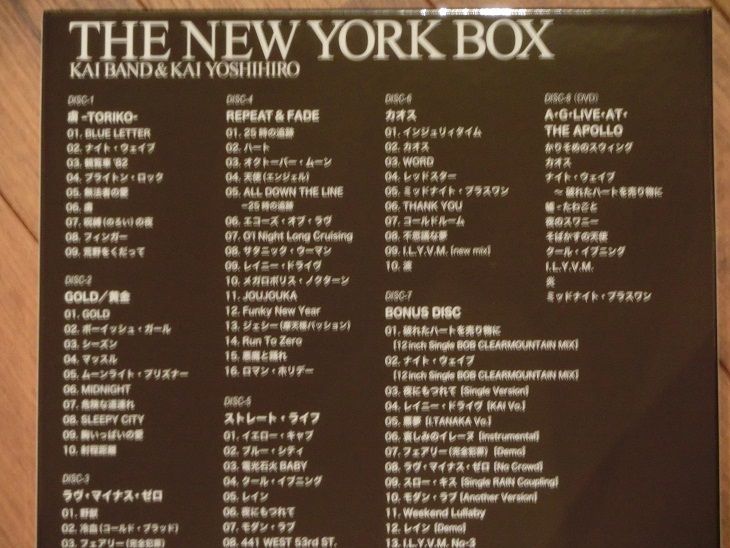 THE NEW YORK BOX
KAI BAND & KAI YOSHIHIRO
DISC-1
虜 -TORIKO-
01. BLUE LETTER
02. ナイト・ウェイブ
03. 観覧車 '82
04. ブライトン・ロック
05. 無法者の愛
06. 虜
07. 呪縛(のろい)の夜
08. フィンガー
09. 荒野をくだって
DISC-2
GOLD/黄金
01. GOLD
02. ボーイッシュ・ガール
03. シーズン
04. マッスル
05. ムーンライト・プリズナー
06. MIDNIGHT
07. 危険な道連れ
08. SLEEPY CITY
09. 胸いっぱいの愛
10. 射程距離
DISC-3
ラヴ・マイナス・ゼロ
01. 野獣
02. 冷血(コールド・ブラッド)
03. フェアリー(完全犯罪)
DISC-4
REPEAT & FADE
01. 25時の追跡
02. ハート
03. オクトーバー・ムーン
04. 天使(エンジェル)
05. ALL DOWN THE LINE
-25時の追跡
06. エコーズ・オブ・ラヴ
07. O'l Night Long Cruising
08. サタニック・ウーマン
09. レイニー・ドライヴ
10. メガロポリス・ノクターン
11. JOUJOUKA
12. Funky New Year
13. ジェシー(摩天楼パッション)
14. Run To Zero
15. 悪魔と踊れ
16. ロマン・ホリデー
DISC-5
ストレート・ライフ
01. イエロー・キャブ
02. ブルー・シティ
03. 電光石火 BABY
04. クール・イブニング
05. レイン
06. 夜にもつれて
07. モダン・ラブ
08. 441 WEST 53rd ST.
DISC-6
カオス
01. インジュリィタイム
02. カオス
03. WORD
04. レッドスター
05. ミッドナイト・プラスワン
06. THANK YOU
07. コールドルーム
08. 不思議な夢
09. I.L.Y.V.M. [new mix]
10. 波
DISC-7
BONUS DISC
01. 破れたハートを売り物に
[12 inch Single BOB CLEARMOUNTAIN MIX]
02. ナイト・ウェイブ
[12 inch Single BOB CLEARMOUNTAIN MIX]
03. 夜にもつれて [Single Version]
04. レイニー・ドライヴ [KAI Vo.]
05. 悪夢 [I.TANAKA Vo.]
06. 哀しみのイレーヌ [Instrumental]
07. フェアリー(完全犯罪) [Demo]
08. ラヴ・マイナス・ゼロ [No Crowd]
09. スロー・キス [Single RAIN Coupling]
10. モダン・ラブ [Another Version]
11. Weekend Lullaby
12. レイン [Demo]
13. I.L.Y.V.M. No-3
DISC-8 (DVD)
A・G・LIVE・AT・
THE APOLLO
かりそめのスウィング
カオス
ナイト・ウェイブ
~ 破れたハートを売り物に
嘘・たわごと
夜のスワニー
そばかすの天使
クール・イブニング
I.L.Y.V.M.
炎
ミッドナイト・プラスワン